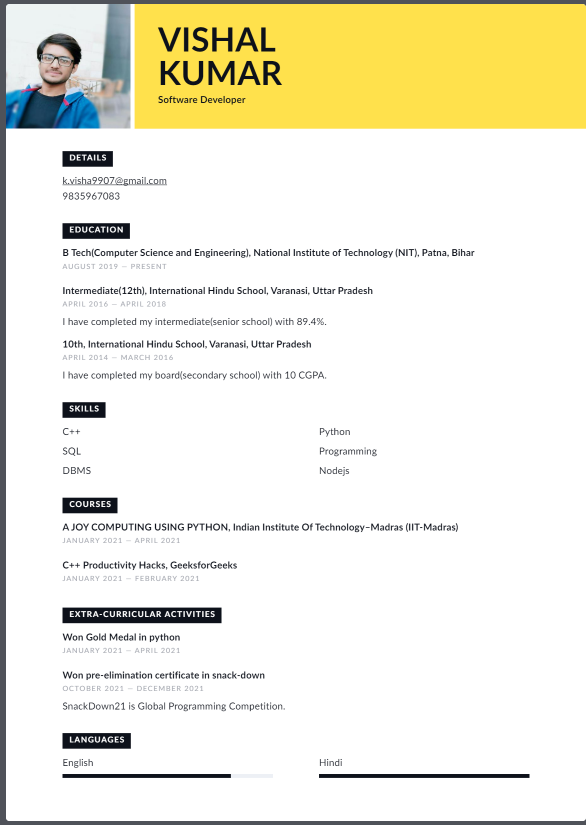 VISHAL
KUMAR
Software Developer
DETAILS
k.visha9907@gmail.com
9835967083
EDUCATION
B Tech(Computer Science and Engineering), National Institute of Technology (NIT), Patna, Bihar
AUGUST 2019 — PRESENT
Intermediate(12th), International Hindu School, Varanasi, Uttar Pradesh
APRIL 2016 — APRIL 2018
I have completed my intermediate(senior school) with 89.4%.
10th, International Hindu School, Varanasi, Uttar Pradesh
APRIL 2014 — MARCH 2016
I have completed my board(secondary school) with 10 CGPA.
SKILLS
C++ Python
SQL Programming
DBMS Nodejs
COURSES
A JOY COMPUTING USING PYTHON, Indian Institute Of Technology–Madras (IIT-Madras)
JANUARY 2021 — APRIL 2021
C++ Productivity Hacks, GeeksforGeeks
JANUARY 2021 — FEBRUARY 2021
EXTRA-CURRICULAR ACTIVITIES
Won Gold Medal in python
JANUARY 2021 — APRIL 2021
Won pre-elimination certificate in snack-down
OCTOBER 2021 — DECEMBER 2021
SnackDown21 is Global Programming Competition.
LANGUAGES
English Hindi